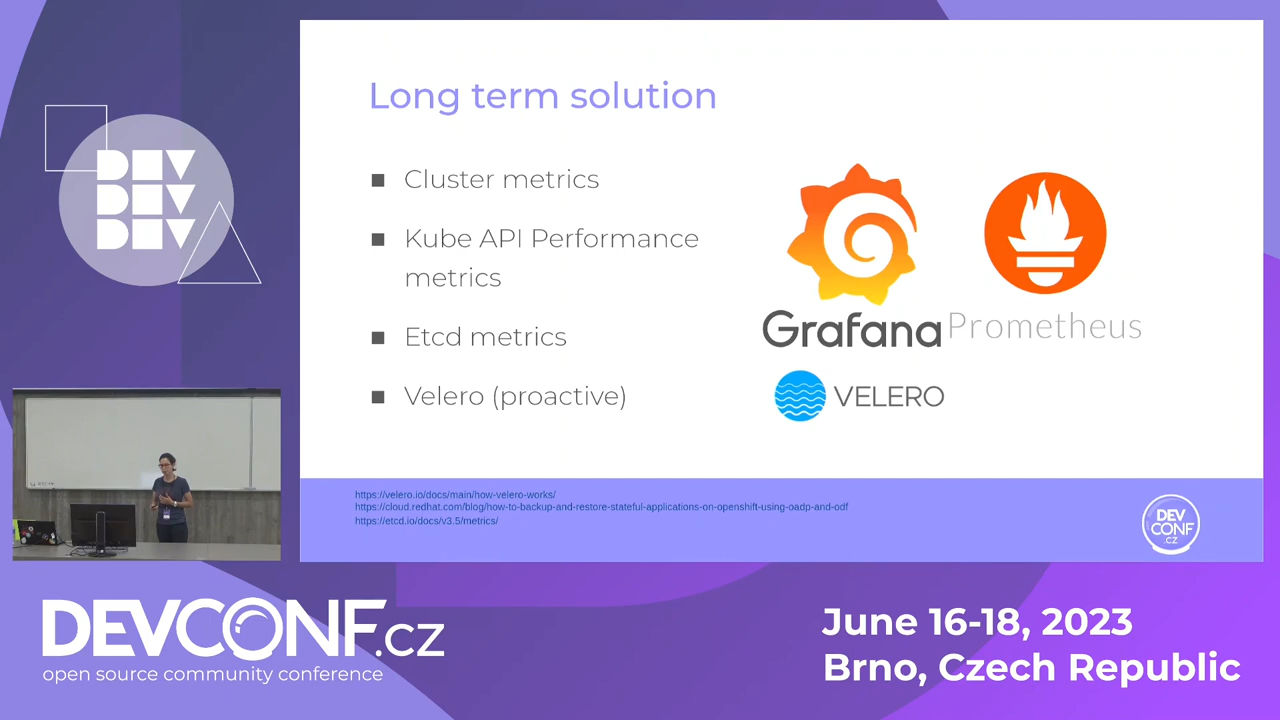 DEV
DEV
DEV
Long term solution
Cluster metrics
Kube API Performance
metrics
Etcd metrics
Velero (proactive)
Grafana
Prometheus
VELERO
https://velero.io/docs/main/how-velero-works/
https://cloud.redhat.com/blog/how-to-backup-and-restore-stateful-applications-on-openshift-using-oadp-and-odf
https://etcd.io/docs/v3.5/metrics/
DEV
CONF
.CZ
DEVCONF.cz
open source community conference
June 16-18, 2023
Brno, Czech Republic